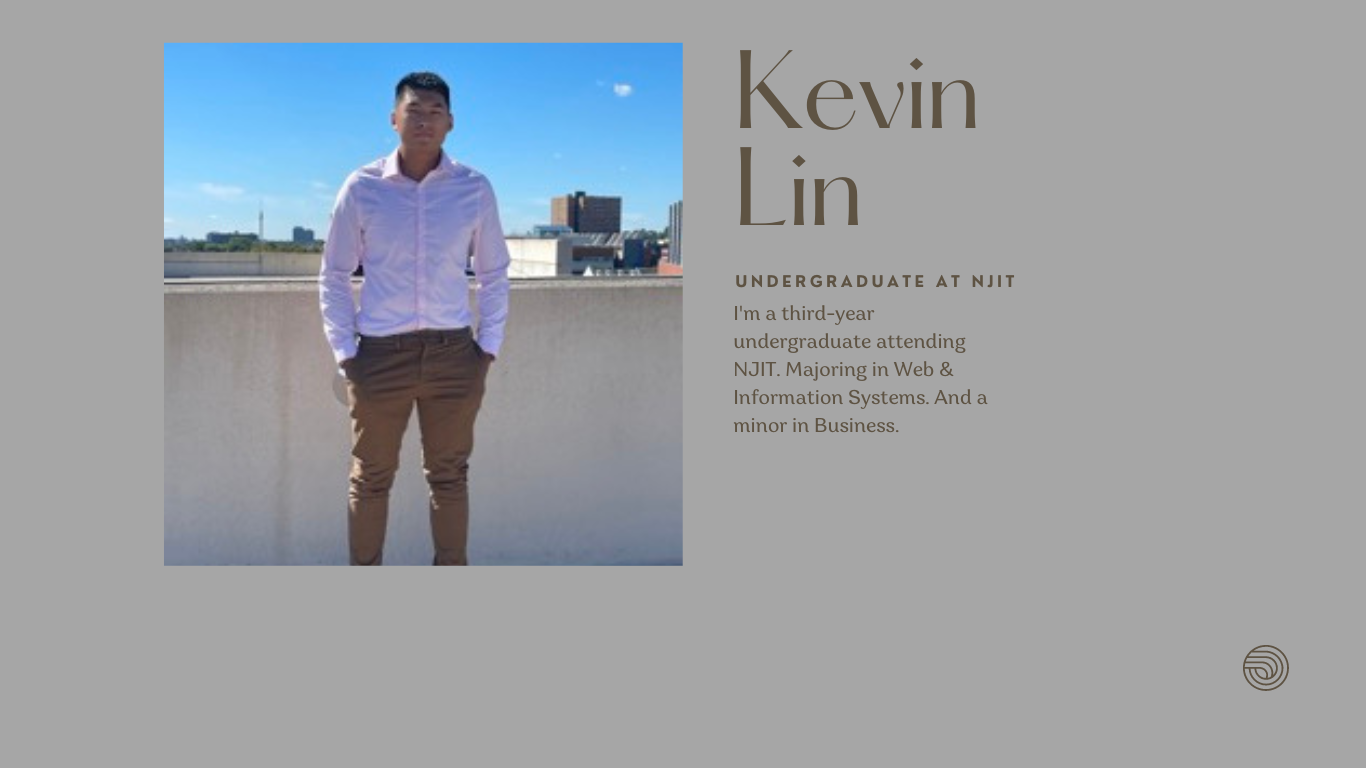 Kevin
Lin
UNDERGRADUATE AT NJIT
I'm a third-year
undergraduate attending
NJIT. Majoring in Web &
Information Systems. And a
minor in Business.